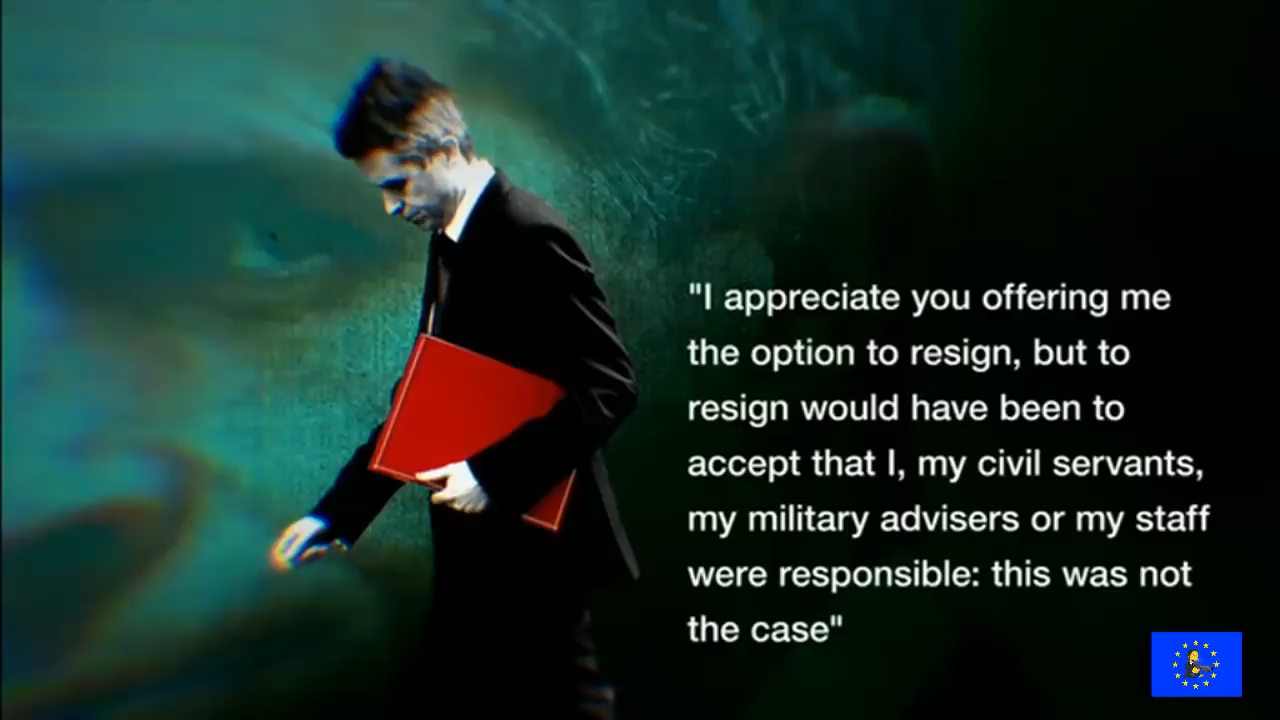 "I appreciate you offering me
the option to resign, but to
resign would have been to
accept that I, my civil servants,
my military advisers or my staff
were responsible: this was not
the case"